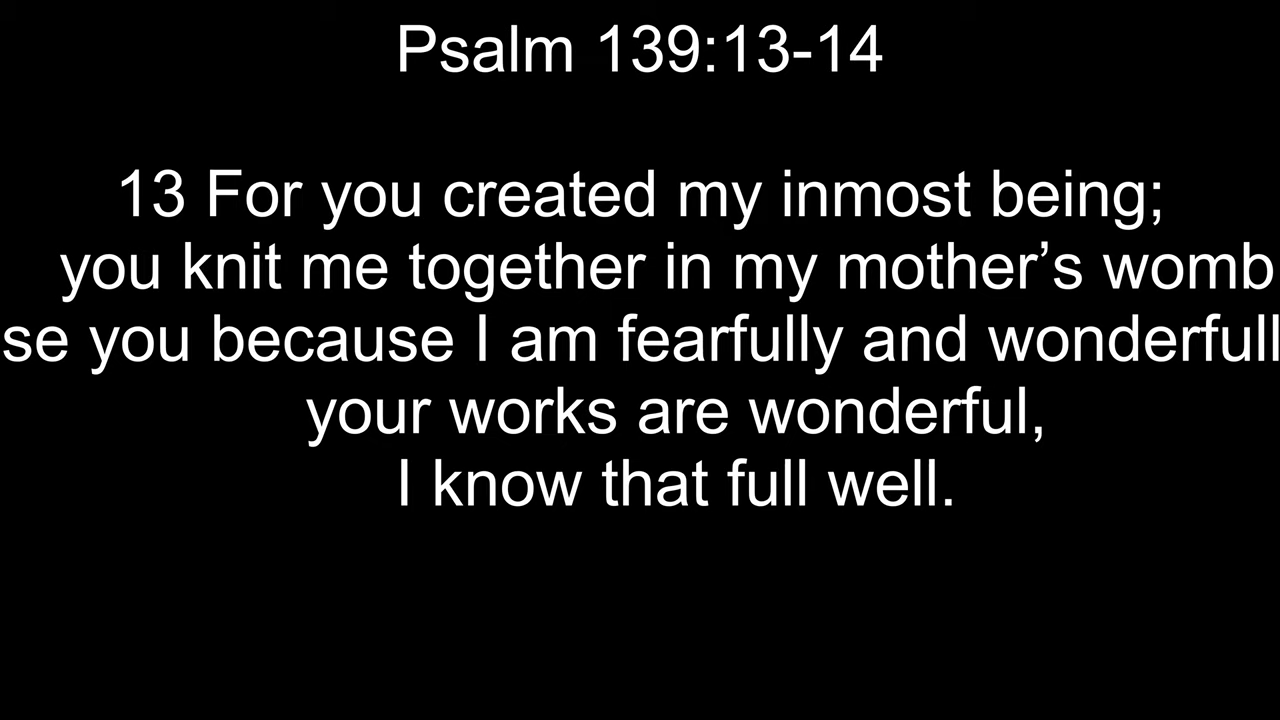 Psalm 139:13-14
13 For you created my inmost being;
you knit me together in my mother’s womb
se you because I am fearfully and wonderfull
your works are wonderful,
I know that full well.